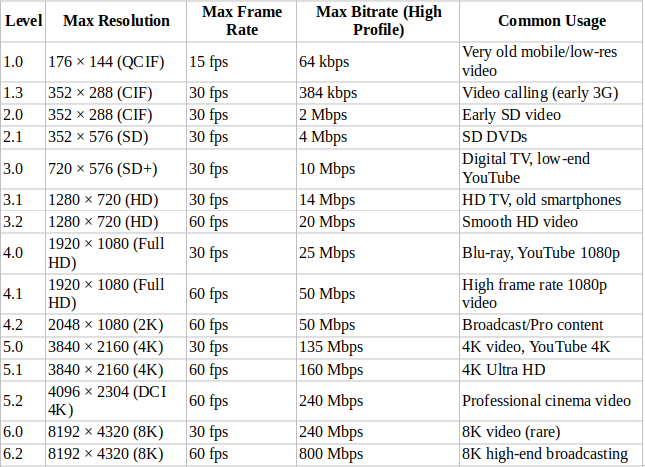 Level Max Resolution Max Frame Rate Max Bitrate (High Profile) Common Usage
1.0 176 × 144 (QCIF) 15 fps 64 kbps Very old mobile/low-res video
1.3 352 × 288 (CIF) 30 fps 384 kbps Video calling (early 3G)
2.0 352 × 288 (CIF) 30 fps 2 Mbps Early SD video
2.1 352 × 576 (SD) 30 fps 4 Mbps SD DVDs
3.0 720 × 576 (SD+) 30 fps 10 Mbps Digital TV, low-end YouTube
3.1 1280 × 720 (HD) 30 fps 14 Mbps HD TV, old smartphones
3.2 1280 × 720 (HD) 60 fps 20 Mbps Smooth HD video
4.0 1920 × 1080 (Full HD) 30 fps 25 Mbps Blu-ray, YouTube 1080p
4.1 1920 × 1080 (Full HD) 60 fps 50 Mbps High frame rate 1080p video
4.2 2048 × 1080 (2K) 60 fps 50 Mbps Broadcast/Pro content
5.0 3840 × 2160 (4K) 30 fps 135 Mbps 4K video, YouTube 4K
5.1 3840 × 2160 (4K) 60 fps 160 Mbps 4K Ultra HD
5.2 4096 × 2304 (DCI 4K) 60 fps 240 Mbps Professional cinema video
6.0 8192 × 4320 (8K) 30 fps 240 Mbps 8K video (rare)
6.2 8192 × 4320 (8K) 60 fps 800 Mbps 8K high-end broadcasting